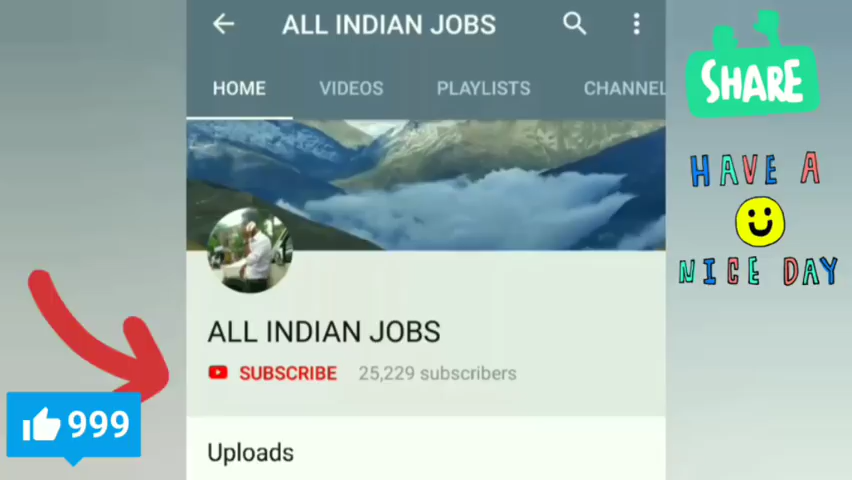 ALL INDIAN JOBS
HOME VIDEOS PLAYLISTS CHANNEL
SHARE
HAVE A
NICE DAY
ALL INDIAN JOBS
SUBSCRIBE 25,229 subscribers
999
Uploads